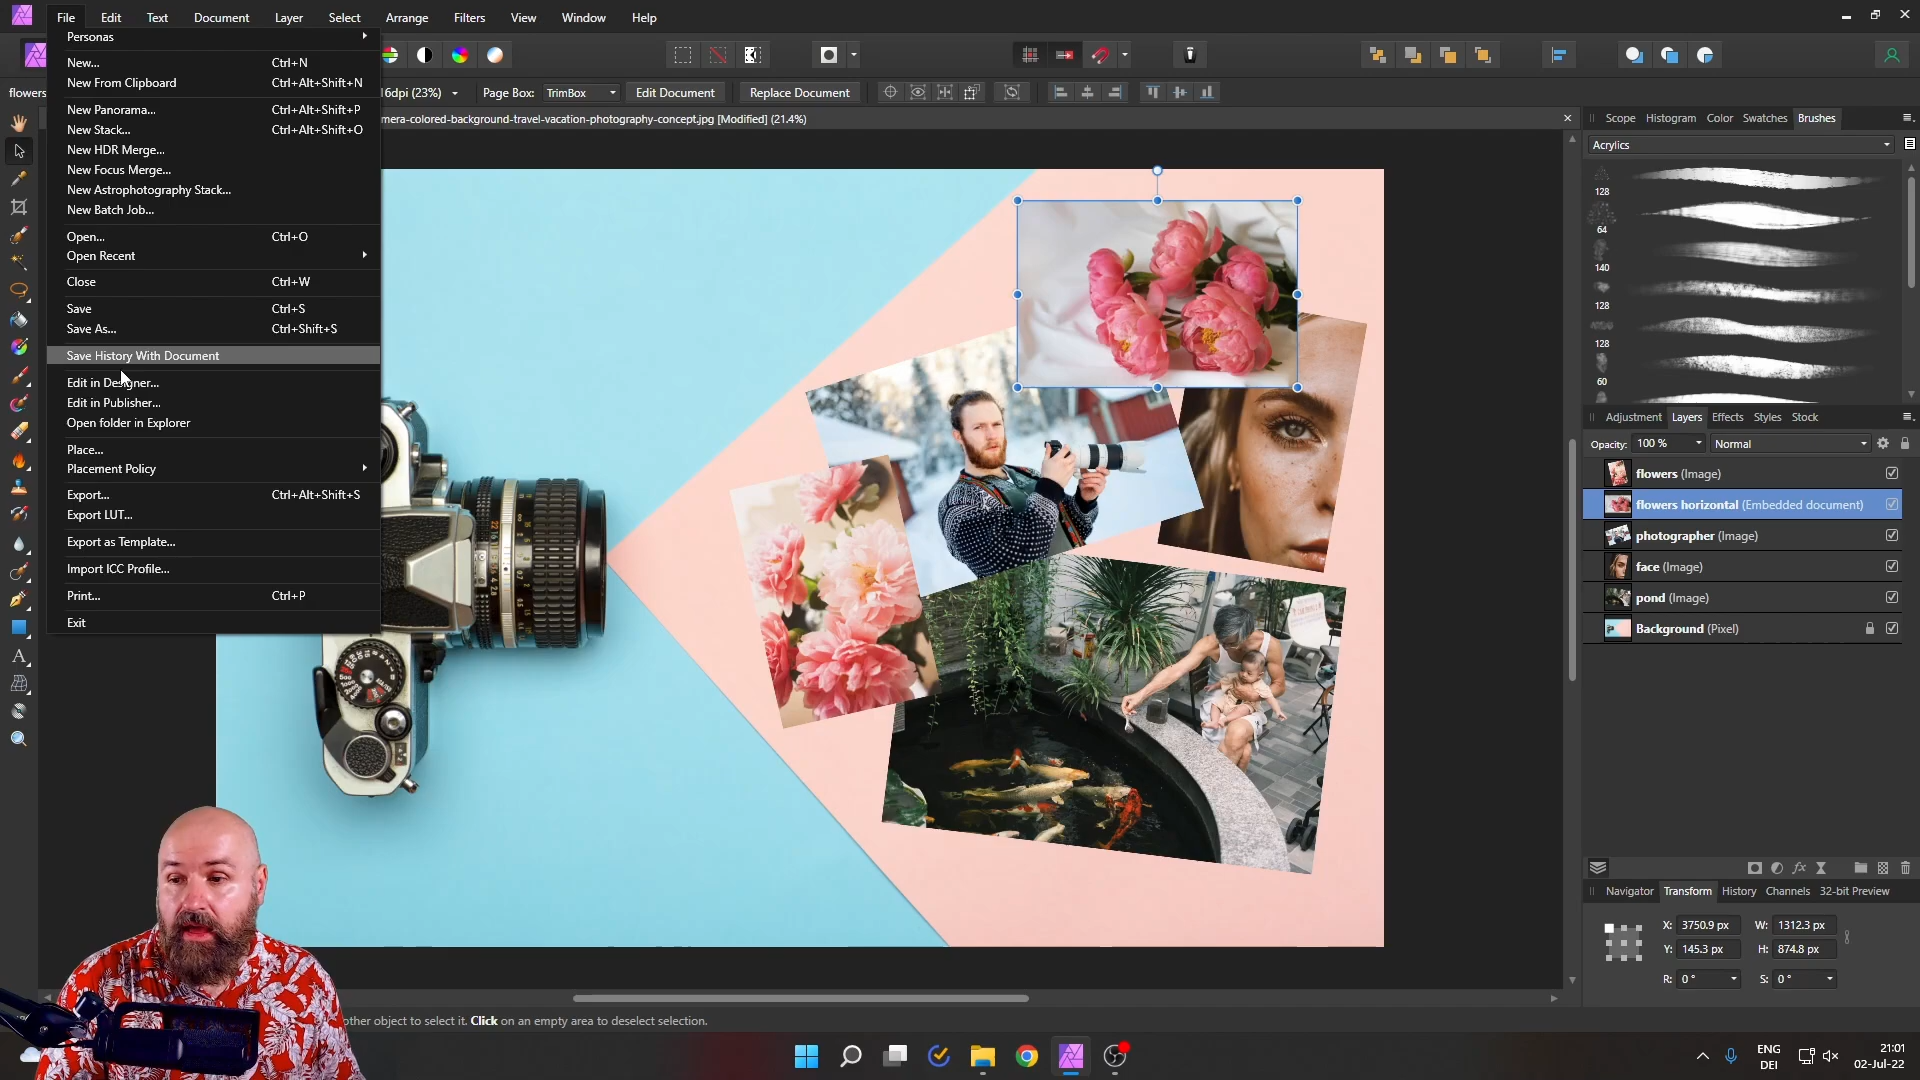 File Edit Text Document Layer Select Arrange Filters View Window Help
Personas
New... Ctrl+N
New From Clipboard Ctrl+Alt+Shift+N
New Panorama... Ctrl+Alt+Shift+P
New Stack... Ctrl+Alt+Shift+O
New HDR Merge...
New Focus Merge...
New Astrophotography Stack...
New Batch Job...
Open... Ctrl+O
Open Recent
Close Ctrl+W
Save Ctrl+S
Save As... Ctrl+Shift+S
Save History With Document
Edit in Designer...
Edit in Publisher...
Open folder in Explorer
Place...
Placement Policy
Export... Ctrl+Alt+Shift+S
Export LUT...
Export as Template...
Import ICC Profile...
Print... Ctrl+P
Exit
flowers 6dpi (23%) Page Box: TrimBox Edit Document Replace Document
mera-colored-background-travel-vacation-photography-concept.jpg [Modified] (21.4%)
Scope Histogram Color Swatches Brushes
Acrylics
128
64
140
128
128
60
Adjustment Layers Effects Styles Stock
Opacity: 100 % Normal
flowers (Image)
flowers horizontal (Embedded document)
photographer (Image)
face (Image)
pond (Image)
Background (Pixel)
Navigator Transform History Channels 32-bit Preview
X: 3750.9 px W: 1312.3 px
Y: 145.3 px H: 874.8 px
R: 0 ° S: 0 °
other object to select it. Click on an empty area to deselect selection.
ENG
DEI
21:01
02-Jul-22